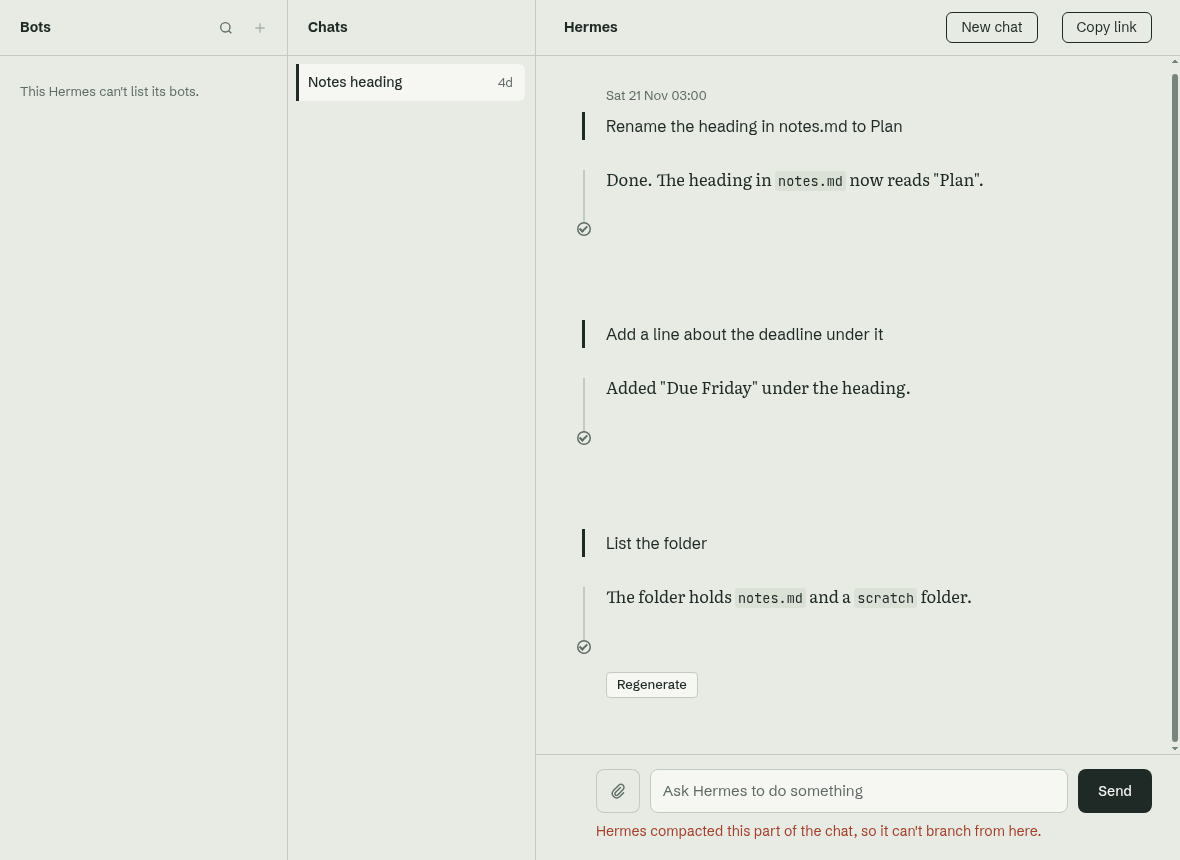 Bots
This Hermes can't list its bots.
Chats
Notes heading 4d
Hermes New chat Copy link
Sat 21 Nov 03:00
Rename the heading in notes.md to Plan
Done. The heading in notes.md now reads "Plan".
Add a line about the deadline under it
Added "Due Friday" under the heading.
List the folder
The folder holds notes.md and a scratch folder.
Regenerate
Ask Hermes to do something Send
Hermes compacted this part of the chat, so it can't branch from here.